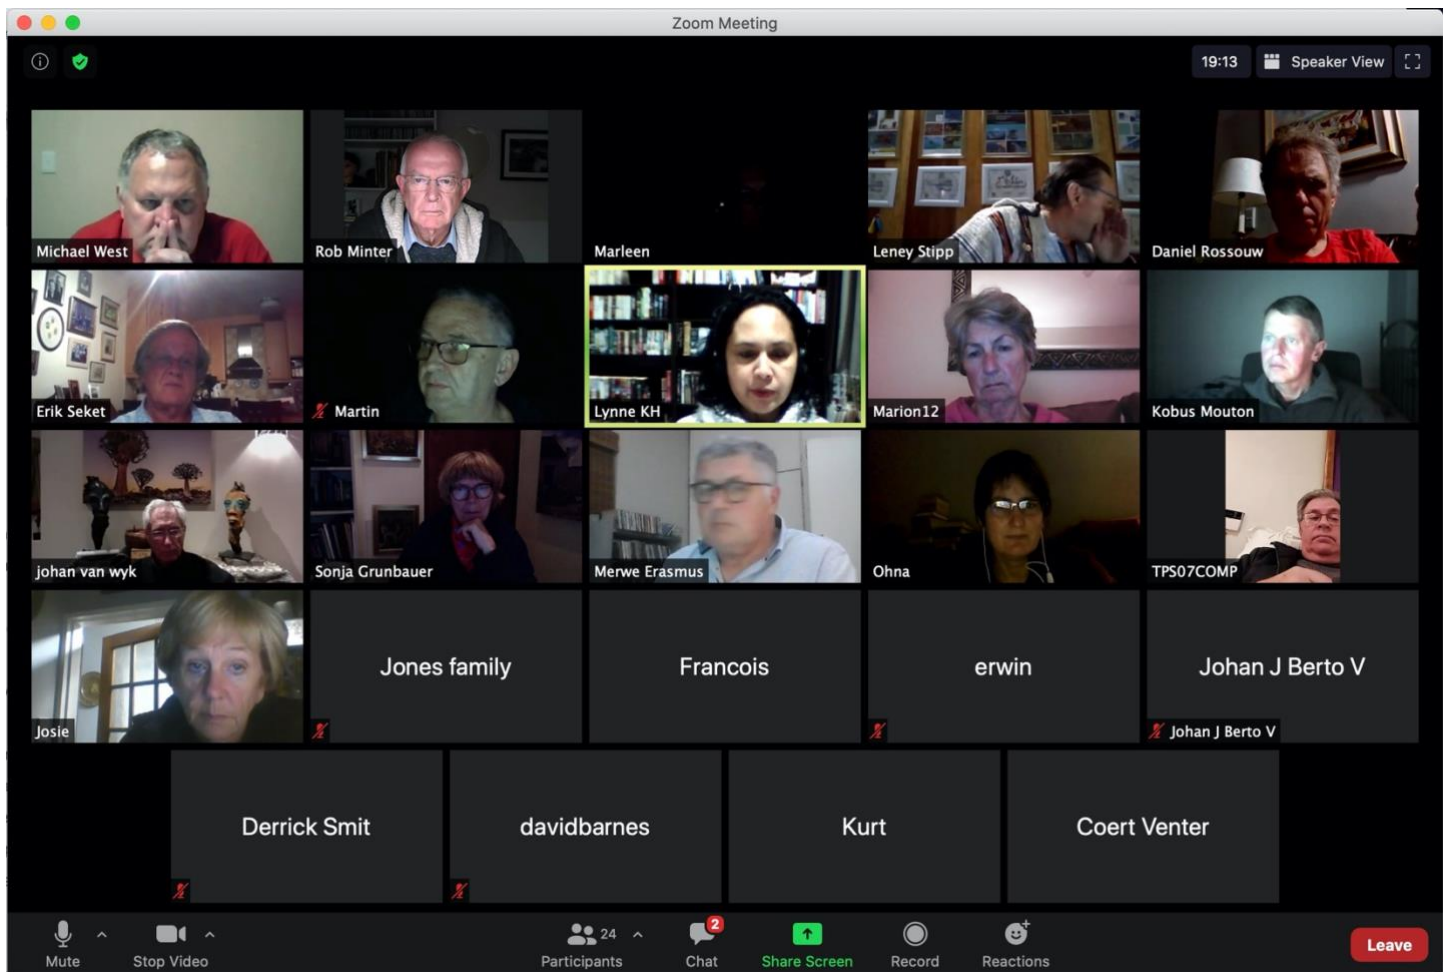 Zoom Meeting
19:13
Speaker View
Michael West
Rob Minter
Marleen
Leney Stipp
Daniel Rossouw
Erik Seket
Martin
Lynne KH
Marion12
Kobus Mouton
johan van wyk
Sonja Grunbauer
Merwe Erasmus
Ohna
TPS07COMP
Josie
Jones family
Francois
erwin
Johan J Berto V
Johan J Berto V
Derrick Smit
davidbarnes
Kurt
Coert Venter
24
2
Mute
Stop Video
Participants
Chat
Share Screen
Record
Reactions
Leave